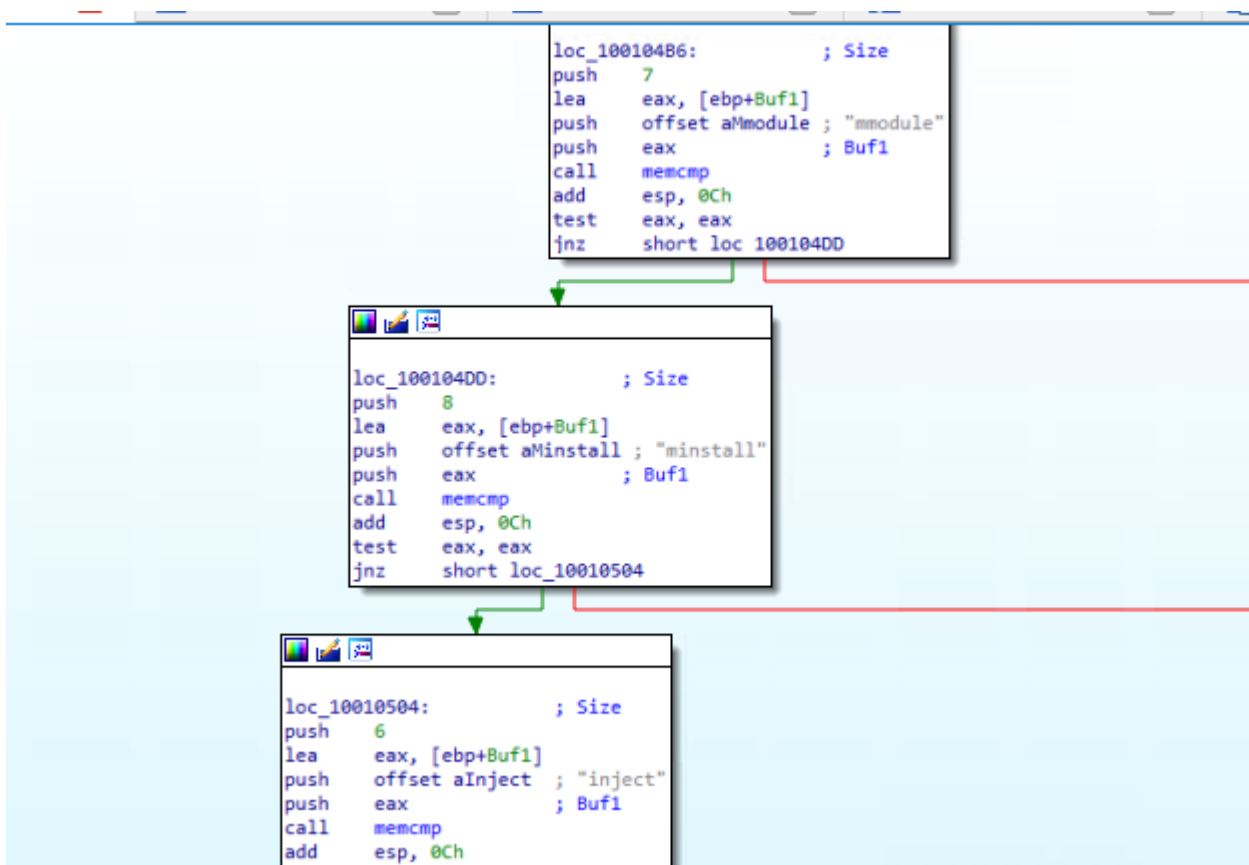 loc_100104B6: ; Size
push 7
lea eax, [ebp+Buf1]
push offset aMmodule ; "mmodule"
push eax ; Buf1
call memcmp
add esp, 0Ch
test eax, eax
jnz short loc_100104DD
loc_100104DD: ; Size
push 8
lea eax, [ebp+Buf1]
push offset aMinstall ; "minstall"
push eax ; Buf1
call memcmp
add esp, 0Ch
test eax, eax
jnz short loc_10010504
loc_10010504: ; Size
push 6
lea eax, [ebp+Buf1]
push offset aInject ; "inject"
push eax ; Buf1
call memcmp
add esp, 0Ch